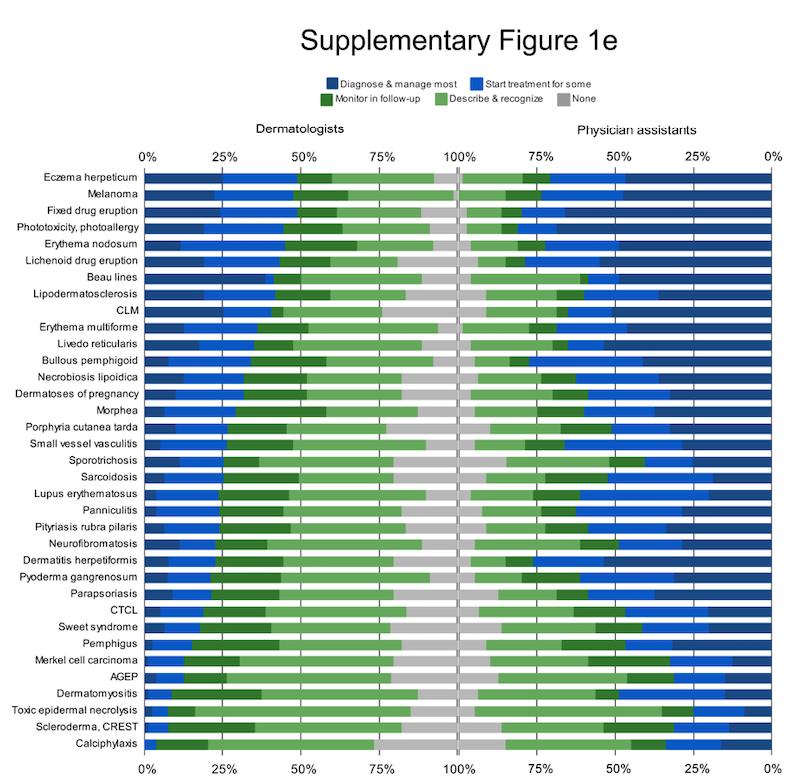 Supplementary Figure 1e
Diagnose & manage most Start treatment for some
Monitor in follow-up Describe & recognize None
Dermatologists Physician assistants
0% 25% 50% 75% 100% 75% 50% 25% 0%
Eczema herpeticum
Melanoma
Fixed drug eruption
Phototoxicity, photoallergy
Erythema nodosum
Lichenoid drug eruption
Beau lines
Lipodermatosclerosis
CLM
Erythema multiforme
Livedo reticularis
Bullous pemphigoid
Necrobiosis lipoidica
Dermatoses of pregnancy
Morphea
Porphyria cutanea tarda
Small vessel vasculitis
Sporotrichosis
Sarcoidosis
Lupus erythematosus
Panniculitis
Pityriasis rubra pilaris
Neurofibromatosis
Dermatitis herpetiformis
Pyoderma gangrenosum
Parapsoriasis
CTCL
Sweet syndrome
Pemphigus
Merkel cell carcinoma
AGEP
Dermatomyositis
Toxic epidermal necrolysis
Scleroderma, CREST
Calciphylaxis
0% 25% 50% 75% 100% 75% 50% 25% 0%